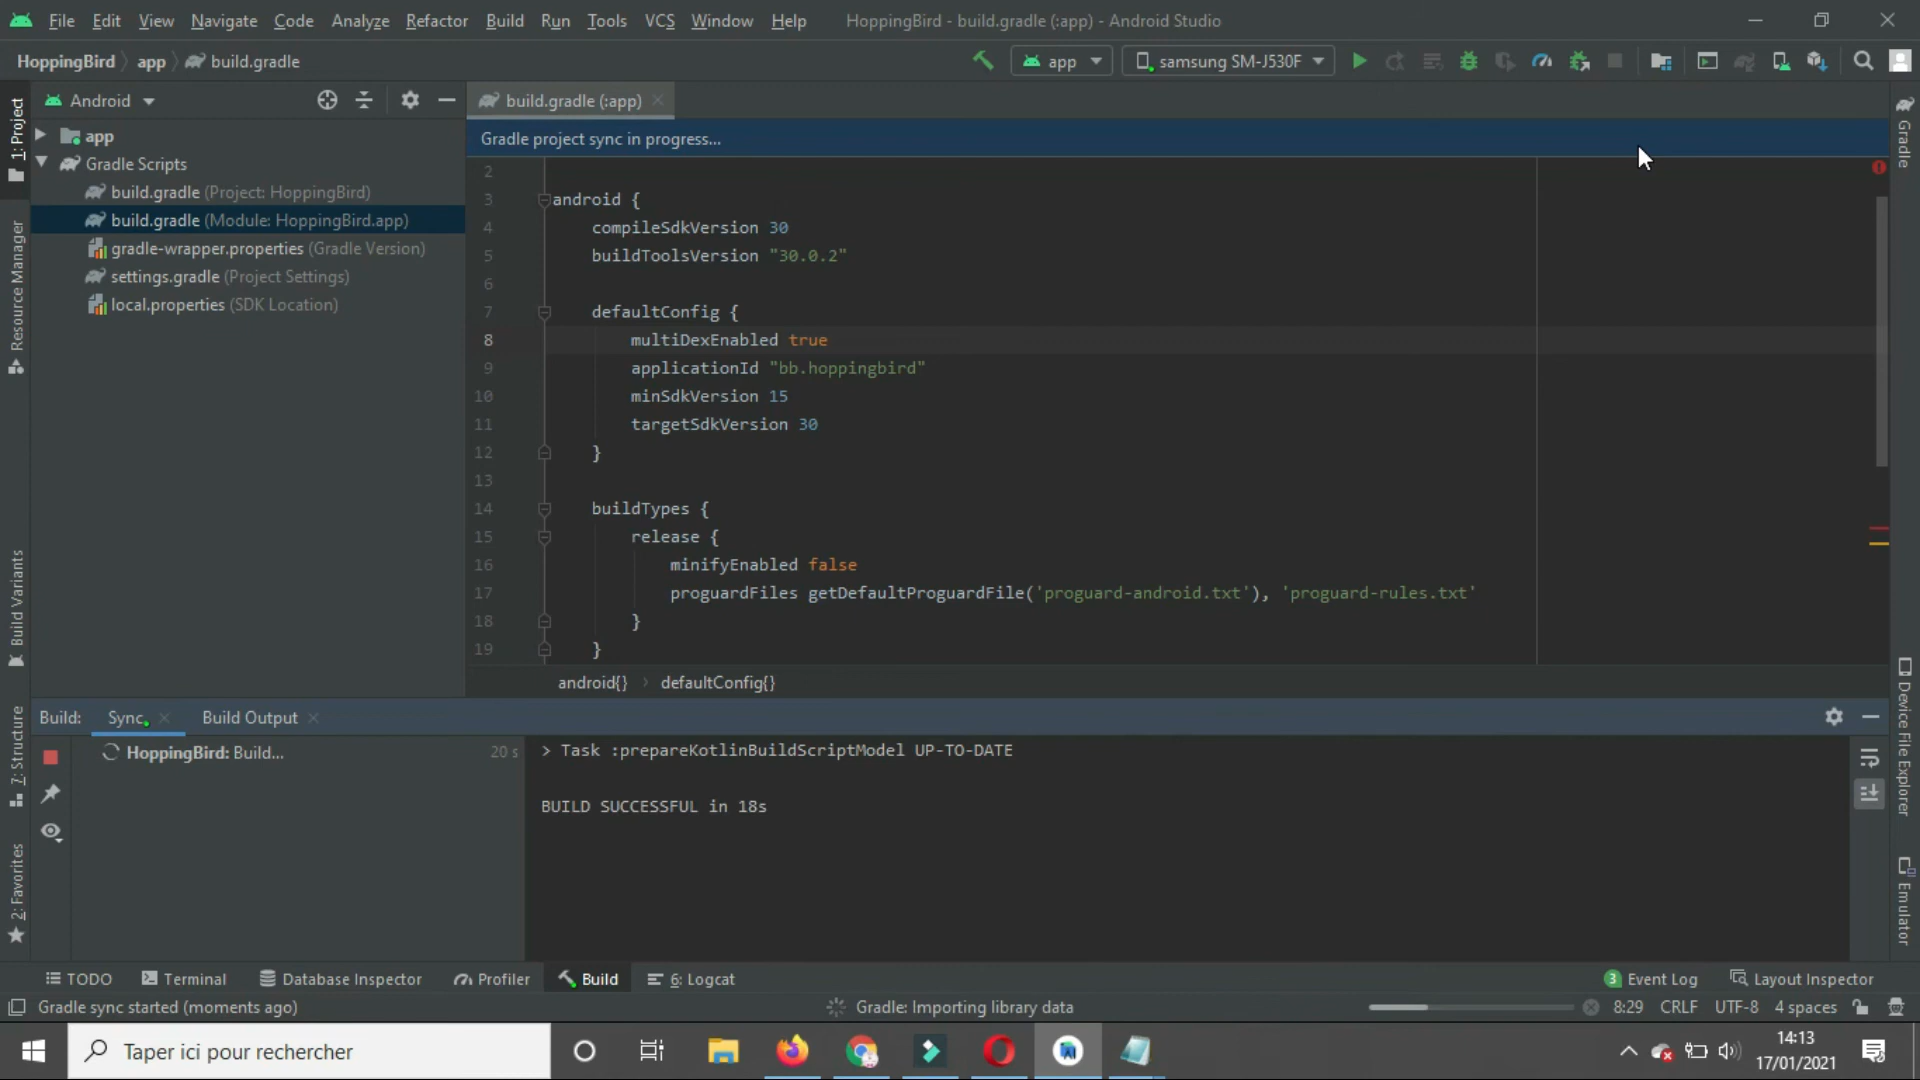 File Edit View Navigate Code Analyze Refactor Build Run Tools VCS Window Help HoppingBird - build.gradle (:app) - Android Studio
HoppingBird app build.gradle
app samsung SM-J530F
Android
build.gradle (:app)
Gradle project sync in progress...
app
Gradle Scripts
build.gradle (Project: HoppingBird)
build.gradle (Module: HoppingBird.app)
gradle-wrapper.properties (Gradle Version)
settings.gradle (Project Settings)
local.properties (SDK Location)
1: Project
Resource Manager
Build Variants
7: Structure
2: Favorites
2
3 android {
4 compileSdkVersion 30
5 buildToolsVersion "30.0.2"
6
7 defaultConfig {
8 multiDexEnabled true
9 applicationId "bb.hoppingbird"
10 minSdkVersion 15
11 targetSdkVersion 30
12 }
13
14 buildTypes {
15 release {
16 minifyEnabled false
17 proguardFiles getDefaultProguardFile('proguard-android.txt'), 'proguard-rules.txt'
18 }
19 }
android{} defaultConfig{}
Gradle
Device File Explorer
Emulator
Build: Sync Build Output
HoppingBird: Build... 20 s
> Task :prepareKotlinBuildScriptModel UP-TO-DATE
BUILD SUCCESSFUL in 18s
TODO Terminal Database Inspector Profiler Build 6: Logcat 3 Event Log Layout Inspector
Gradle sync started (moments ago) Gradle: Importing library data 8:29 CRLF UTF-8 4 spaces
Taper ici pour rechercher
14:13
17/01/2021